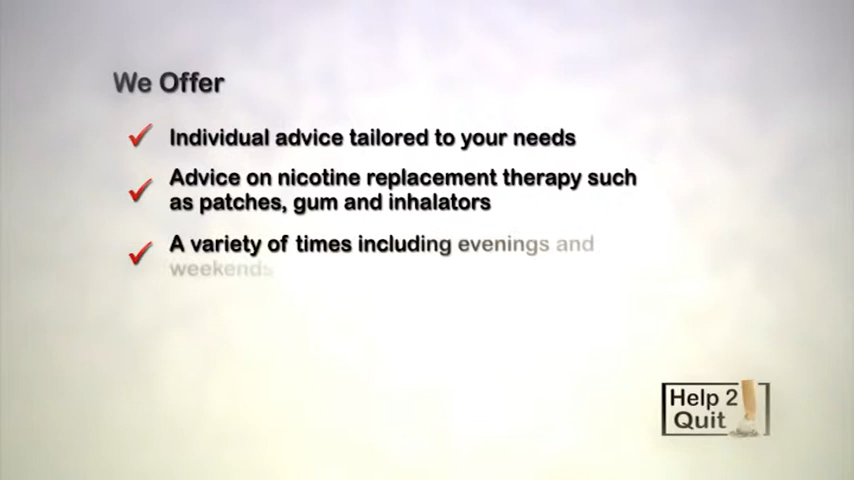 We Offer
Individual advice tailored to your needs
Advice on nicotine replacement therapy such
as patches, gum and inhalators
A variety of times including evenings and
weekends
Help 2
Quit